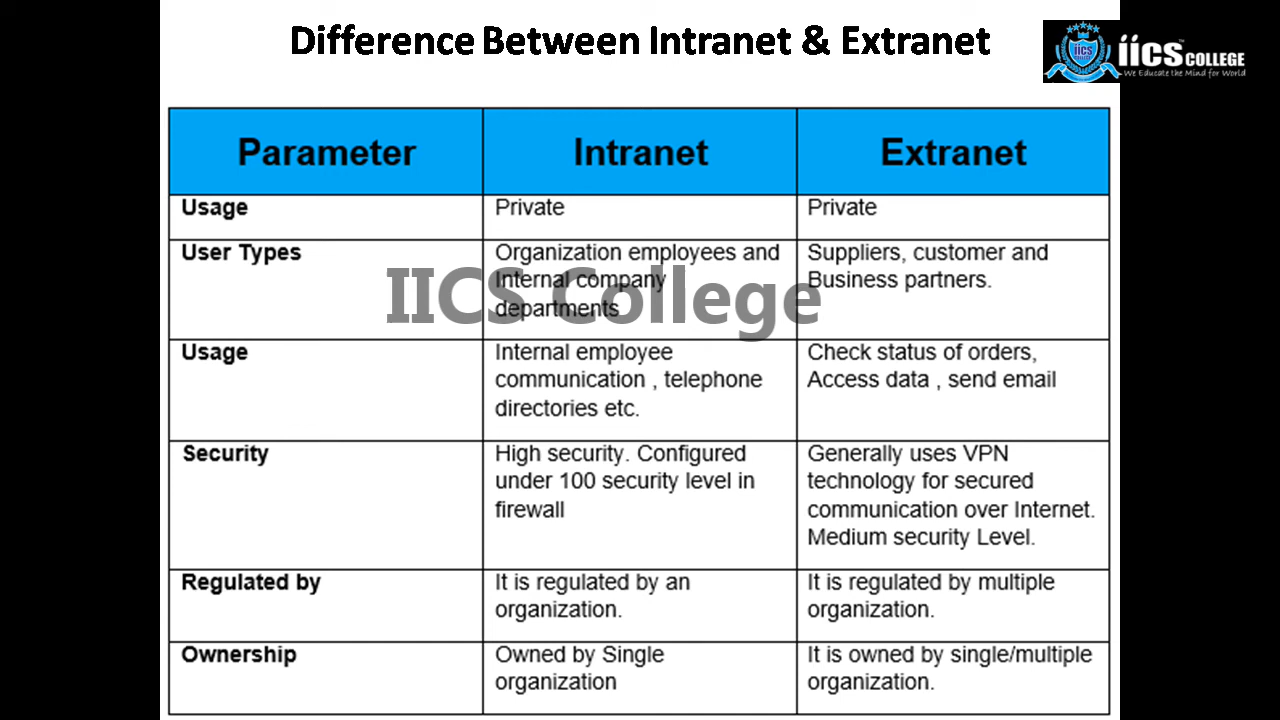 Difference Between Intranet & Extranet
iics
iics™ COLLEGE
We Educate the Mind for World
Parameter Intranet Extranet
Usage Private Private
User Types Organization employees and Suppliers, customer and
Internal company Business partners.
departments
IICS College
Usage Internal employee Check status of orders,
communication , telephone Access data , send email
directories etc.
Security High security. Configured Generally uses VPN
under 100 security level in technology for secured
firewall communication over Internet.
Medium security Level.
Regulated by It is regulated by an It is regulated by multiple
organization. organization.
Ownership Owned by Single It is owned by single/multiple
organization organization.